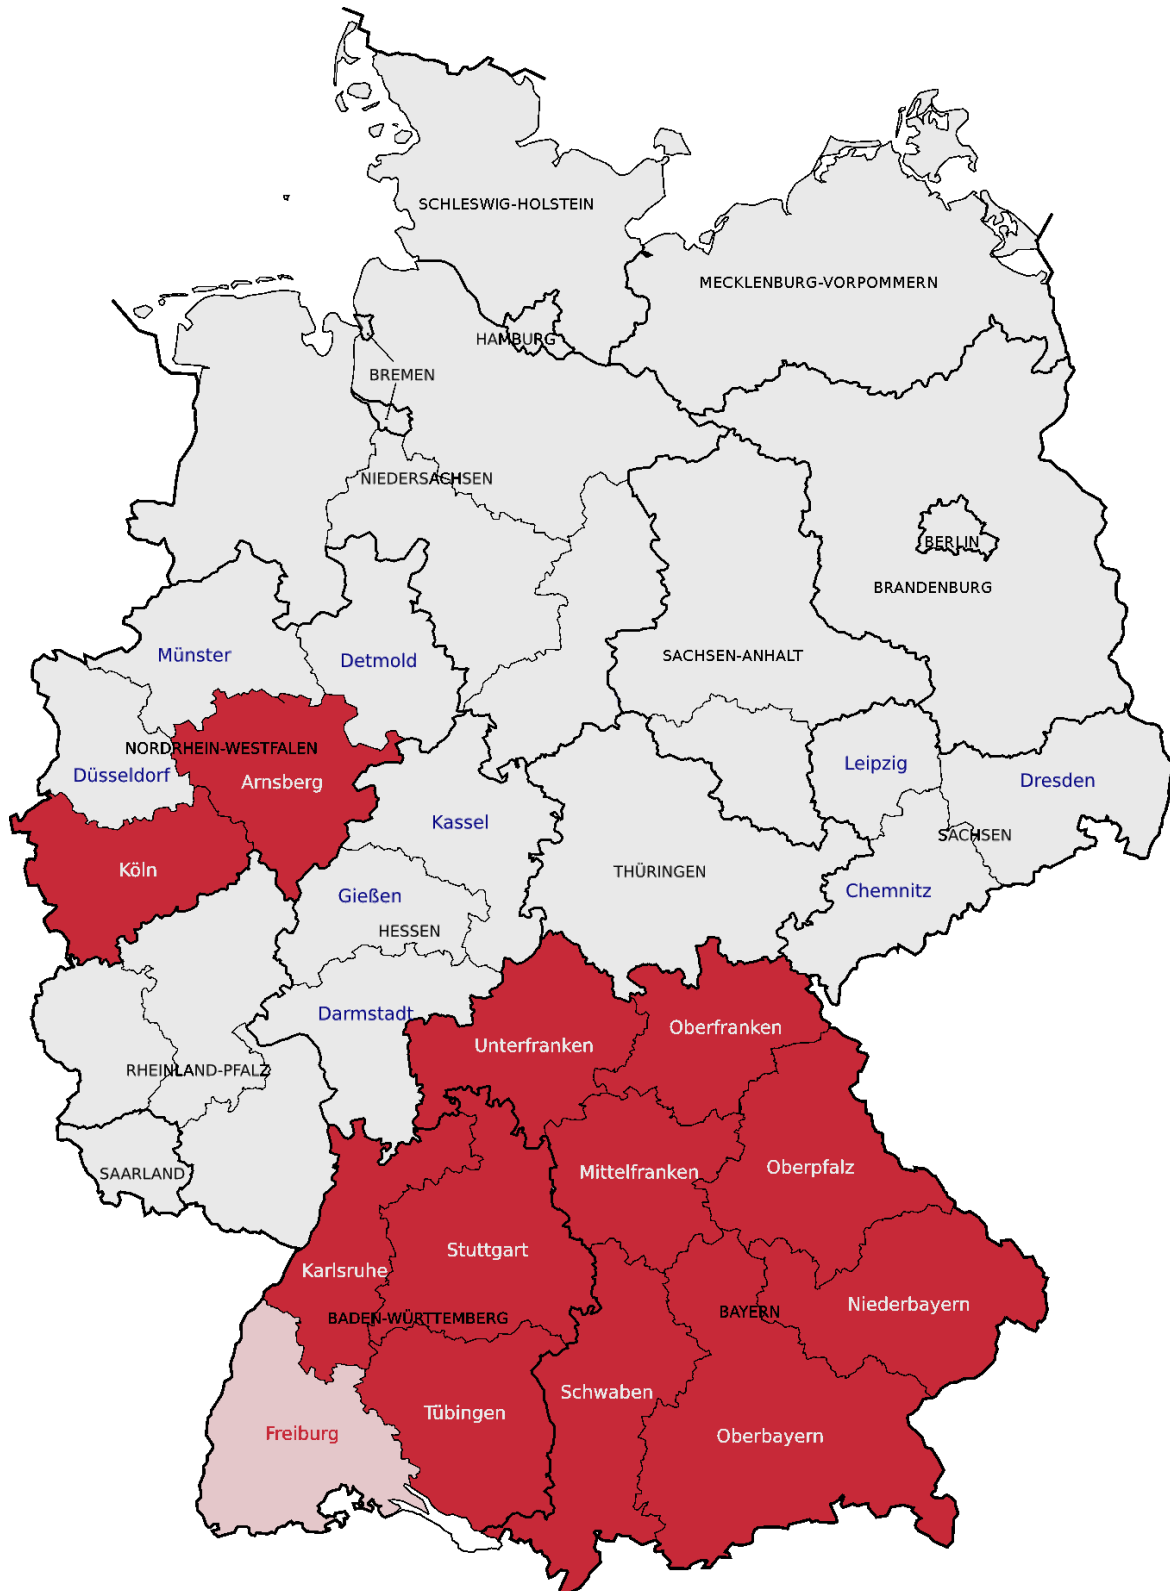 SCHLESWIG-HOLSTEIN
MECKLENBURG-VORPOMMERN
HAMBURG
BREMEN
NIEDERSACHSEN
BERLIN
BRANDENBURG
Münster
Detmold
SACHSEN-ANHALT
NORDRHEIN-WESTFALEN
Düsseldorf
Arnsberg
Leipzig
Dresden
Kassel
SACHSEN
Köln
THÜRINGEN
Gießen
Chemnitz
HESSEN
Darmstadt
Oberfranken
Unterfranken
RHEINLAND-PFALZ
SAARLAND
Mittelfranken
Oberpfalz
Stuttgart
Karlsruhe
BADEN-WÜRTTEMBERG
BAYERN
Niederbayern
Schwaben
Tübingen
Freiburg
Oberbayern